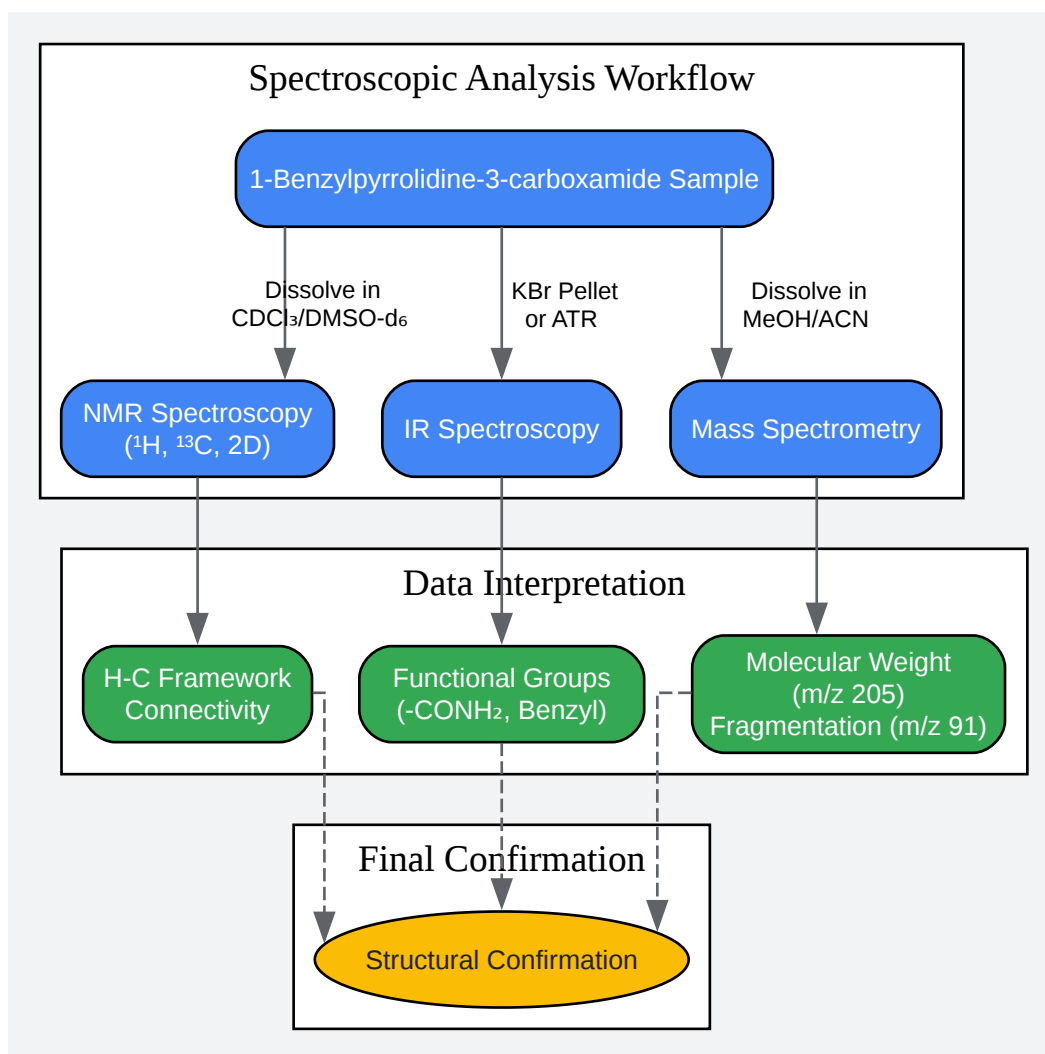 Spectroscopic Analysis Workflow
1-Benzylpyrrolidine-3-carboxamide Sample
Dissolve in
CDCl₃/DMSO-d₆
KBr Pellet
or ATR
Dissolve in
MeOH/ACN
NMR Spectroscopy
(¹H, ¹³C, 2D)
IR Spectroscopy
Mass Spectrometry
Data Interpretation
H-C Framework
Connectivity
Functional Groups
(-CONH₂, Benzyl)
Molecular Weight
(m/z 205)
Fragmentation (m/z 91)
Final Confirmation
Structural Confirmation